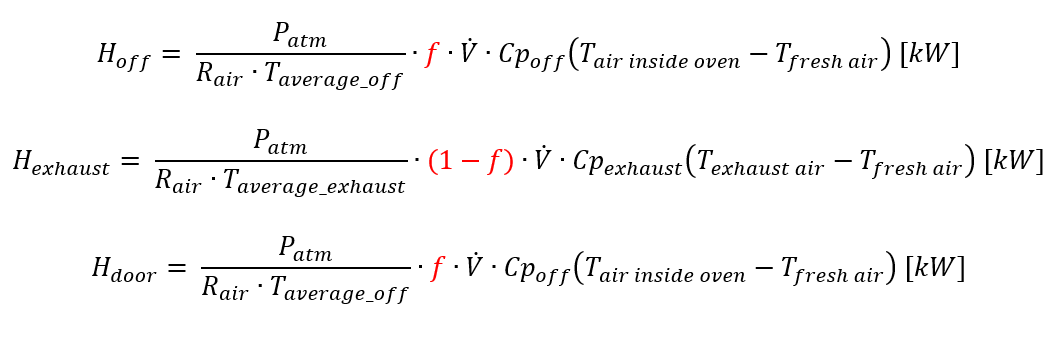 H_off = P_atm / (R_air · T_average_off) · f · V̇ · Cp_off (T_air inside oven − T_fresh air) [kW]
H_exhaust = P_atm / (R_air · T_average_exhaust) · (1 − f) · V̇ · Cp_exhaust (T_exhaust air − T_fresh air) [kW]
H_door = P_atm / (R_air · T_average_off) · f · V̇ · Cp_off (T_air inside oven − T_fresh air) [kW]